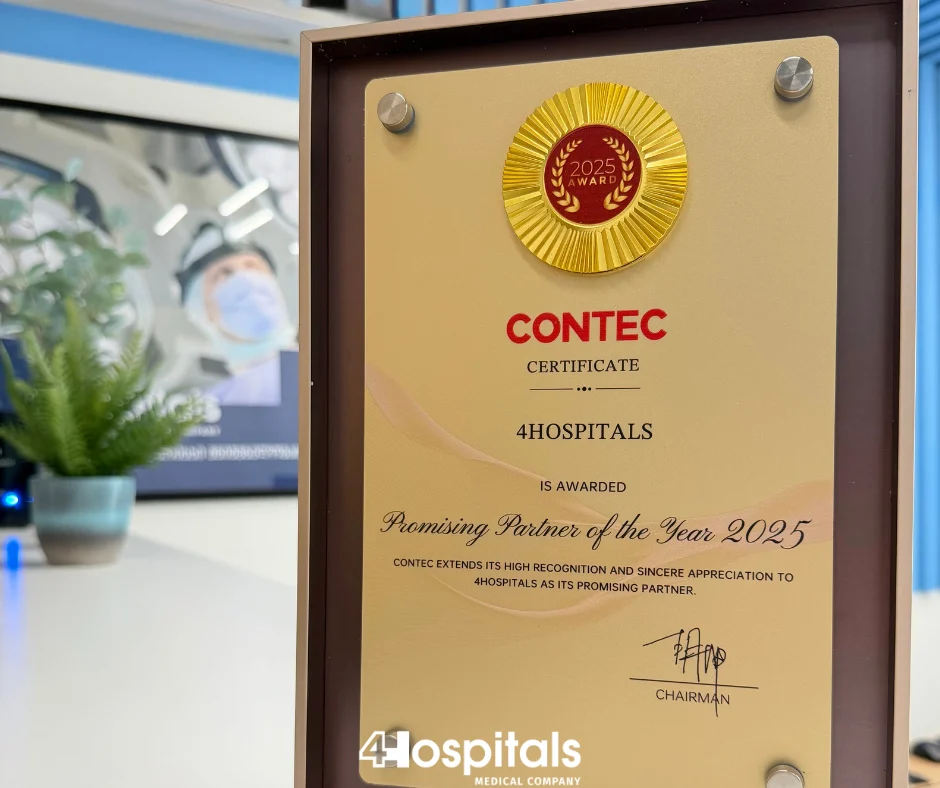 2025
AWARD
CONTEC
CERTIFICATE
4HOSPITALS
IS AWARDED
Promising Partner of the Year 2025
CONTEC EXTENDS ITS HIGH RECOGNITION AND SINCERE APPRECIATION TO
4HOSPITALS AS ITS PROMISING PARTNER.
CHAIRMAN
4Hospitals
MEDICAL COMPANY